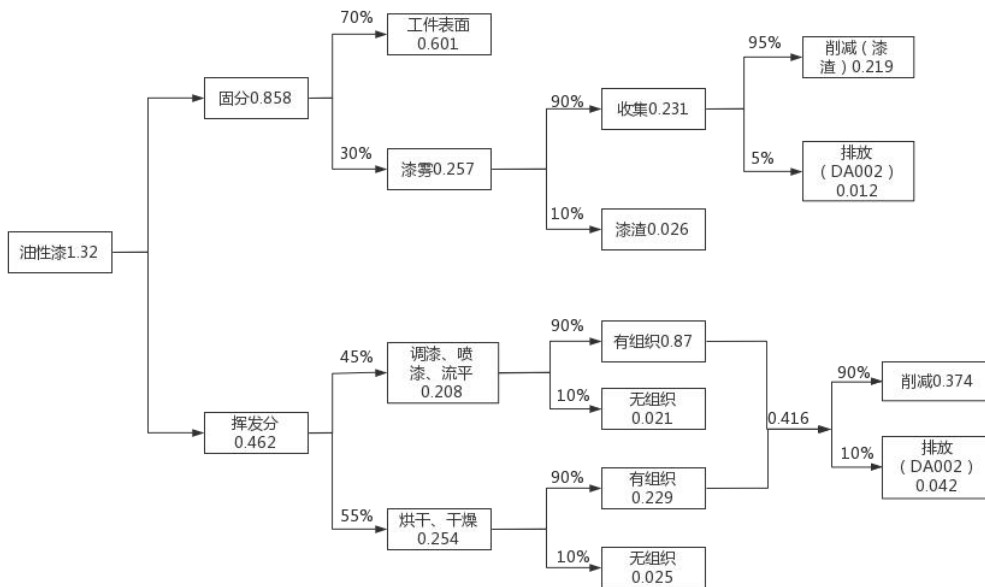 70%
工件表面
0.601
95%
削减（漆
渣）0.219
固分0.858
90%
收集0.231
30%
漆雾0.257
5%
排放
（DA002）
0.012
10%
漆渣0.026
油性漆1.32
45%
调漆、喷
漆、流平
0.208
90%
有组织0.87
10%
无组织
0.021
挥发分
0.462
0.416
90%
削减0.374
10%
排放
（DA002）
0.042
55%
烘干、干燥
0.254
90%
有组织
0.229
10%
无组织
0.025